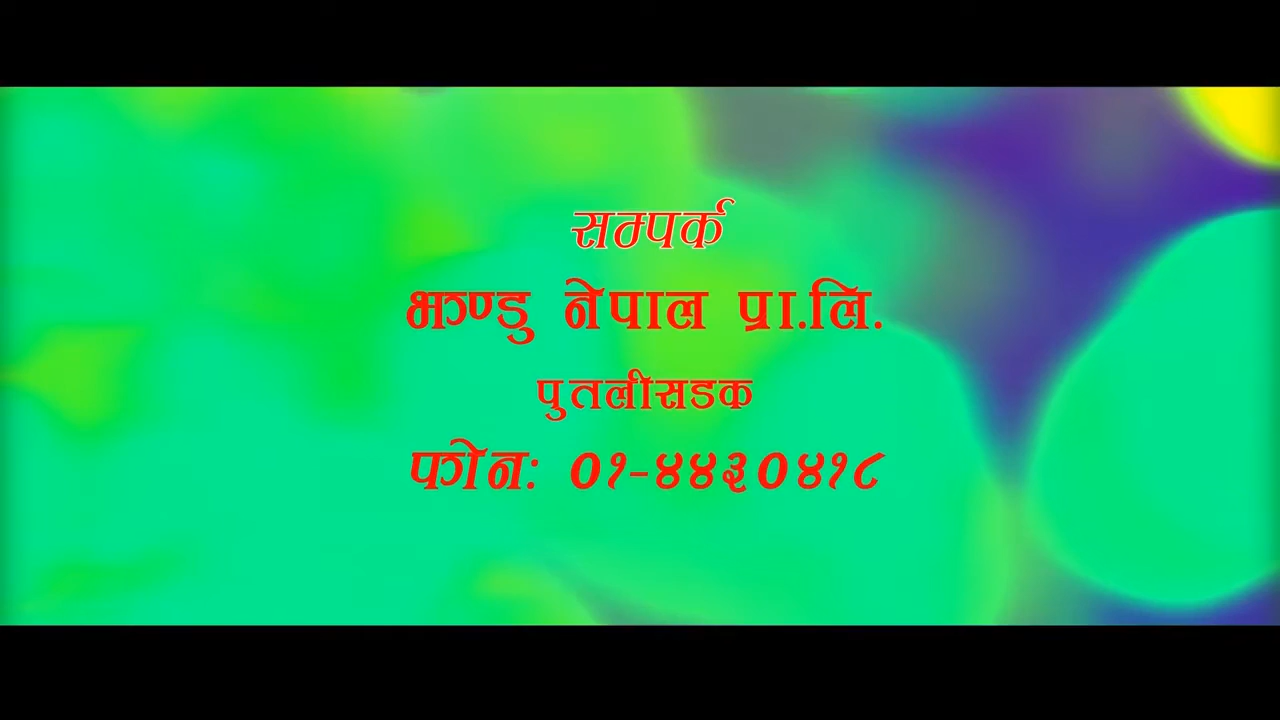 सम्पर्क
झण्डु नेपाल प्रा.लि.
पुतलीसडक
फोन: ०१-४४३०४१८